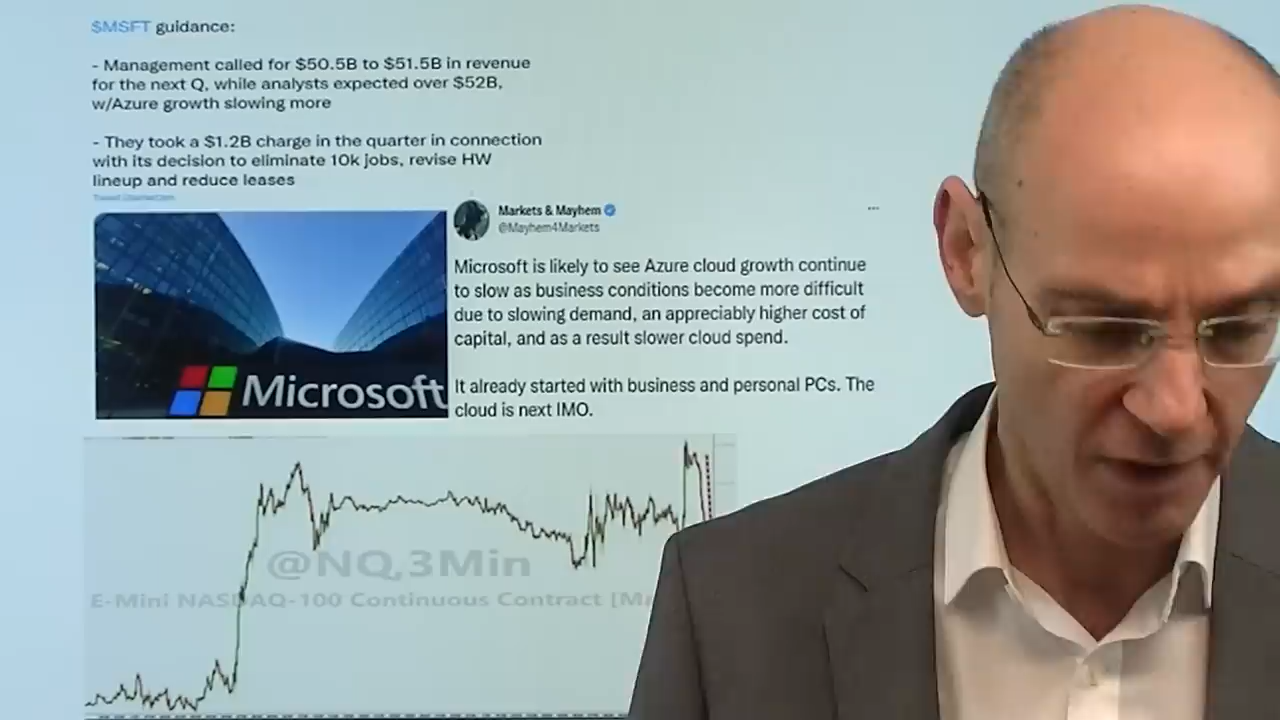 $MSFT guidance:
- Management called for $50.5B to $51.5B in revenue
for the next Q, while analysts expected over $52B,
w/Azure growth slowing more
- They took a $1.2B charge in the quarter in connection
with its decision to eliminate 10k jobs, revise HW
lineup and reduce leases
Markets & Mayhem
@Mayhem4Markets
...
Microsoft is likely to see Azure cloud growth continue
to slow as business conditions become more difficult
due to slowing demand, an appreciably higher cost of
capital, and as a result slower cloud spend.
It already started with business and personal PCs. The
cloud is next IMO.
Microsoft
@NQ,3Min
E-Mini NASDAQ-100 Continuous Contract